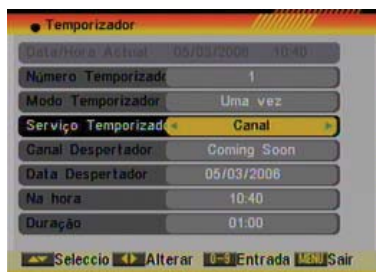 Temporizador
Data/Hora Actual 05/03/2006 10:40
Número Temporizado 1
Modo Temporizador Uma vez
Serviço Temporizado Canal
Canal Despertador Coming Soon
Data Despertador 05/03/2006
Na hora 10:40
Duração 01:00
Seleccio Alterar 0-9 Entrada MENU Sair